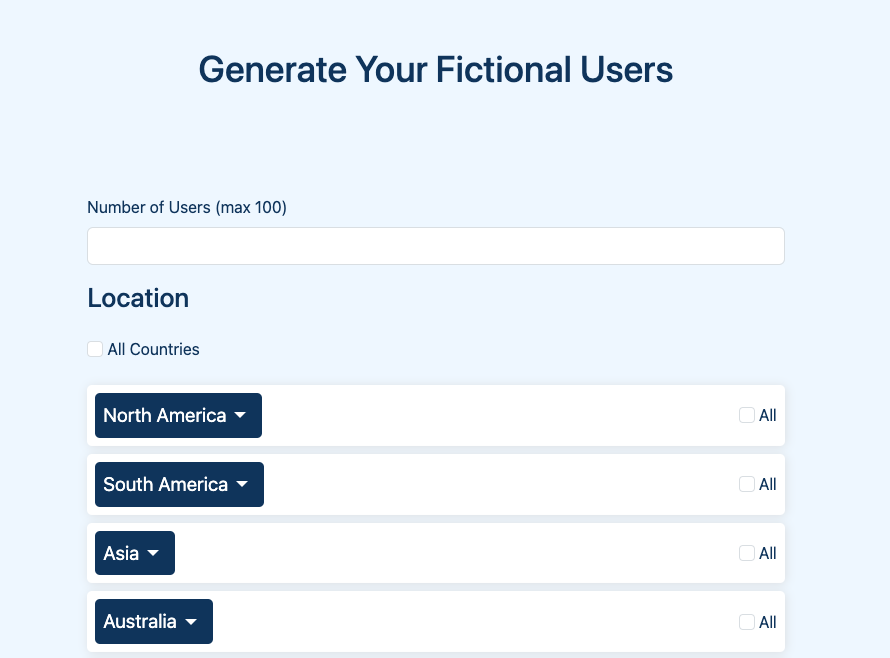 Generate Your Fictional Users
Number of Users (max 100)
Location
All Countries
North America All
South America All
Asia All
Australia All